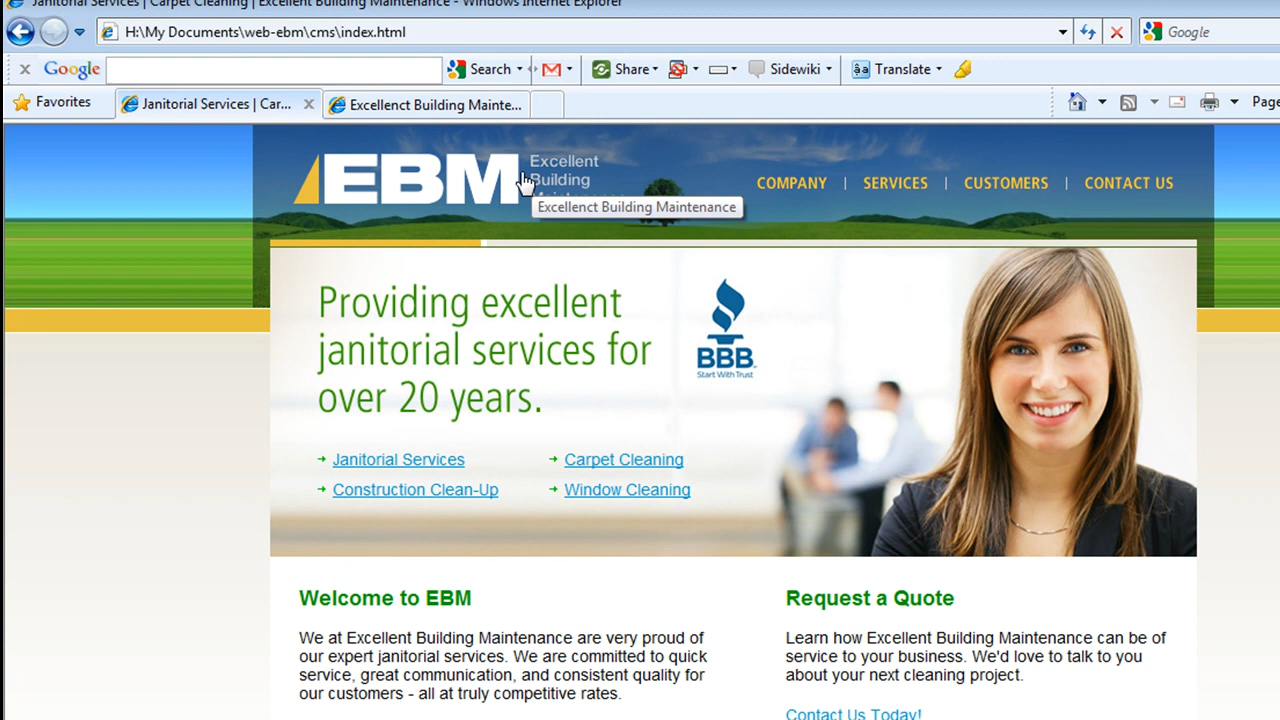 Janitorial Services | Carpet Cleaning | Excellent Building Maintenance - Windows Internet Explorer
H:\My Documents\web-ebm\cms\index.html
Google
x Google Search Share Sidewiki Translate
Favorites Janitorial Services | Car... x Excellenct Building Mainte... Page
EBM
Excellent
Building
Excellenct Building Maintenance
COMPANY | SERVICES | CUSTOMERS | CONTACT US
Providing excellent
janitorial services for
over 20 years.
BBB
Start With Trust
Janitorial Services Carpet Cleaning
Construction Clean-Up Window Cleaning
Welcome to EBM
We at Excellent Building Maintenance are very proud of
our expert janitorial services. We are committed to quick
service, great communication, and consistent quality for
our customers - all at truly competitive rates.
Request a Quote
Learn how Excellent Building Maintenance can be of
service to your business. We'd love to talk to you
about your next cleaning project.
Contact Us Today!